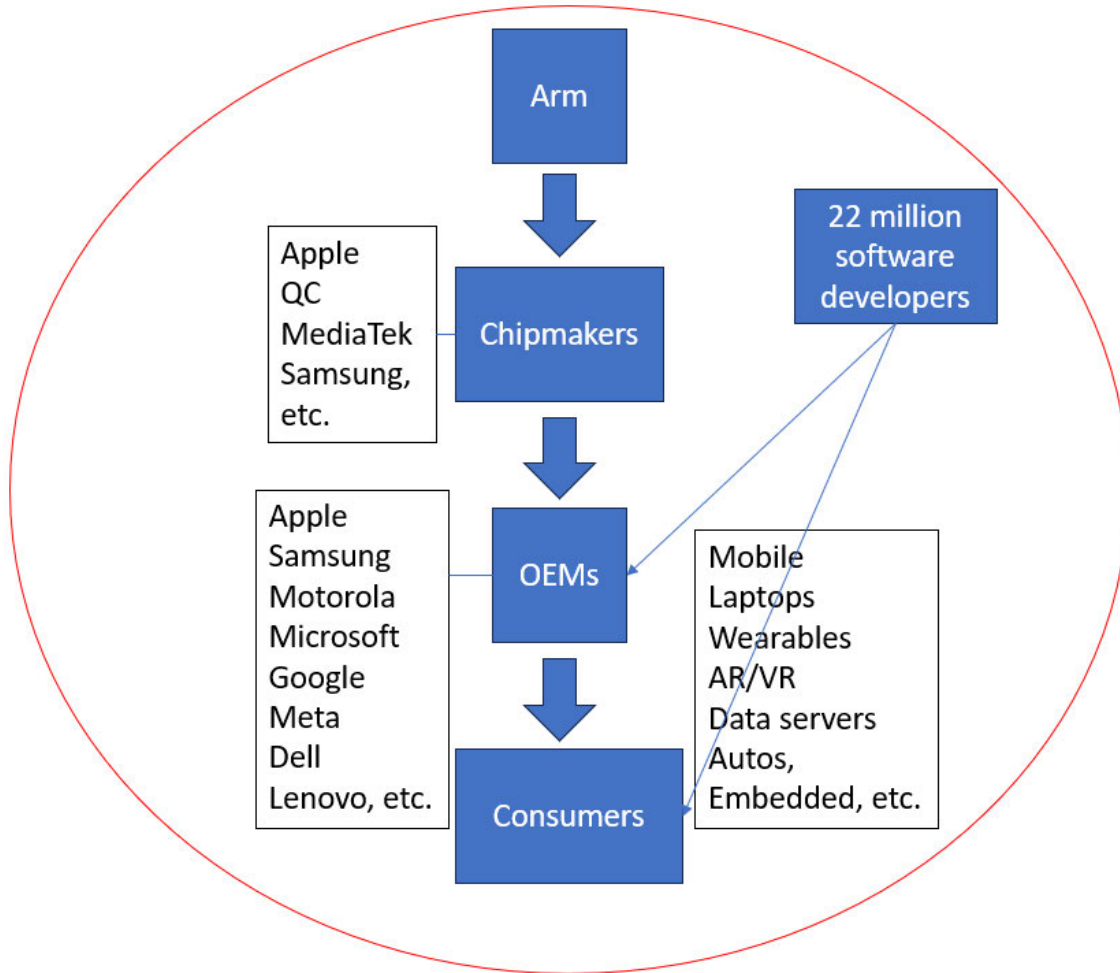 Arm
22 million
software
developers
Apple
QC
MediaTek
Samsung,
etc.
Chipmakers
Apple
Samsung
Motorola
Microsoft
Google
Meta
Dell
Lenovo, etc.
OEMs
Mobile
Laptops
Wearables
AR/VR
Data servers
Autos,
Embedded, etc.
Consumers